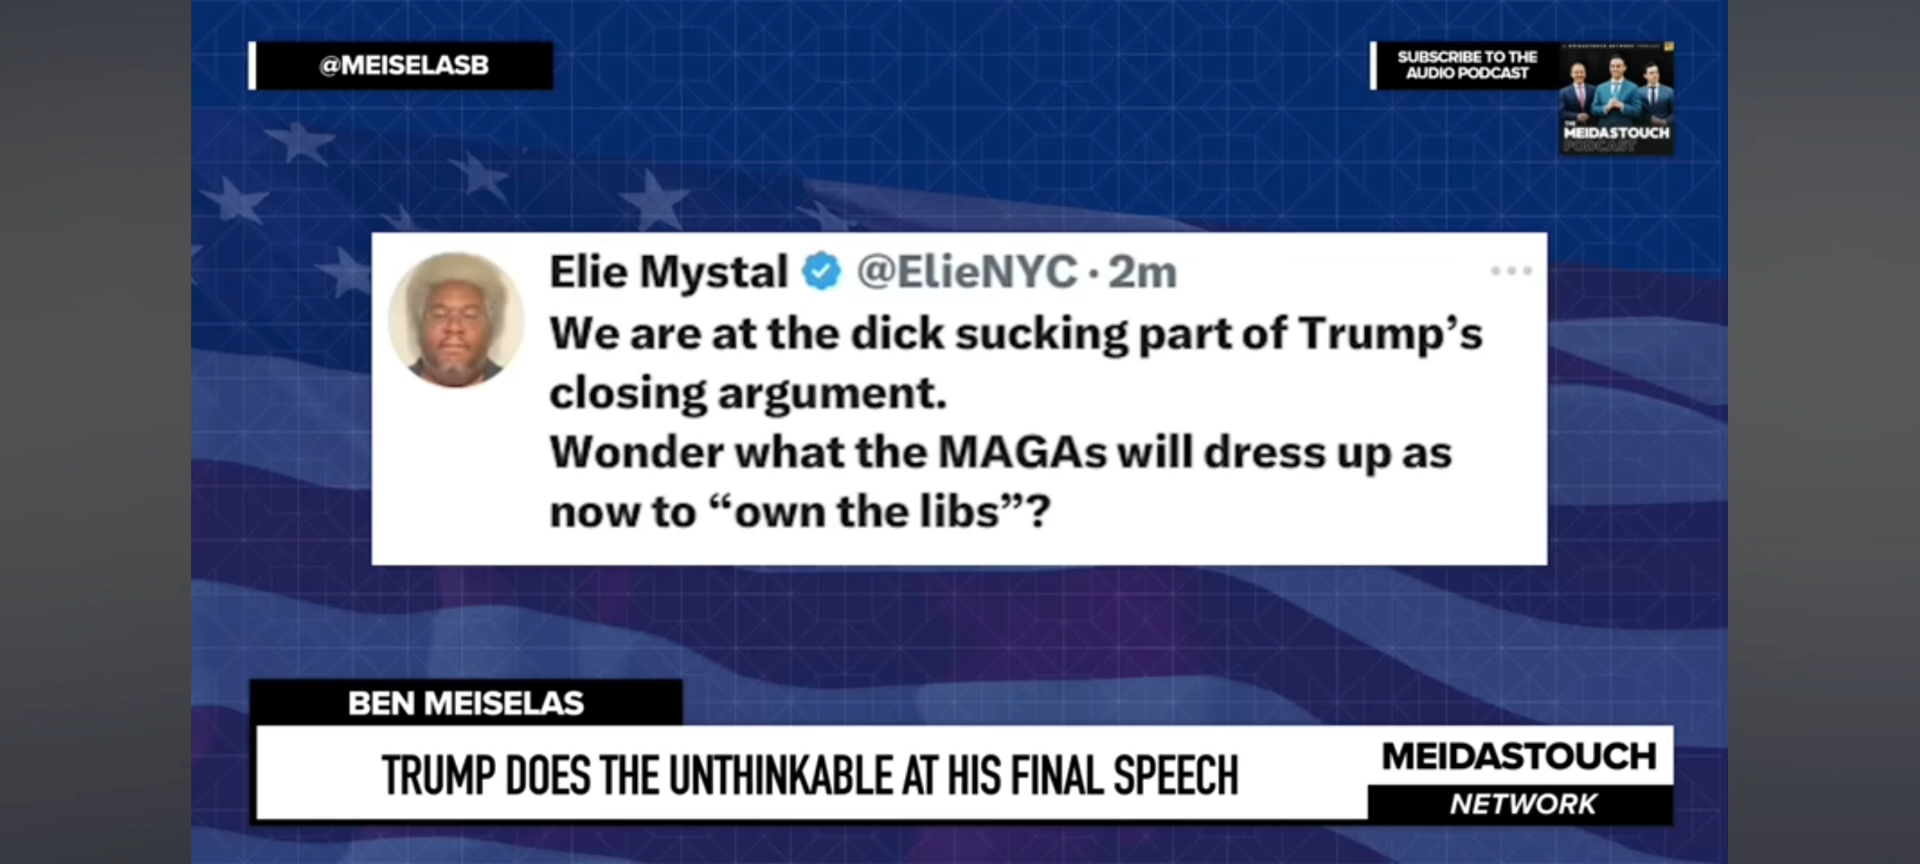 @MEISELASB
SUBSCRIBE TO THE
AUDIO PODCAST
THE
MEIDASTOUCH
PODCAST
Elie Mystal @ElieNYC · 2m
We are at the dick sucking part of Trump’s
closing argument.
Wonder what the MAGAs will dress up as
now to “own the libs”?
BEN MEISELAS
TRUMP DOES THE UNTHINKABLE AT HIS FINAL SPEECH
MEIDASTOUCH
NETWORK